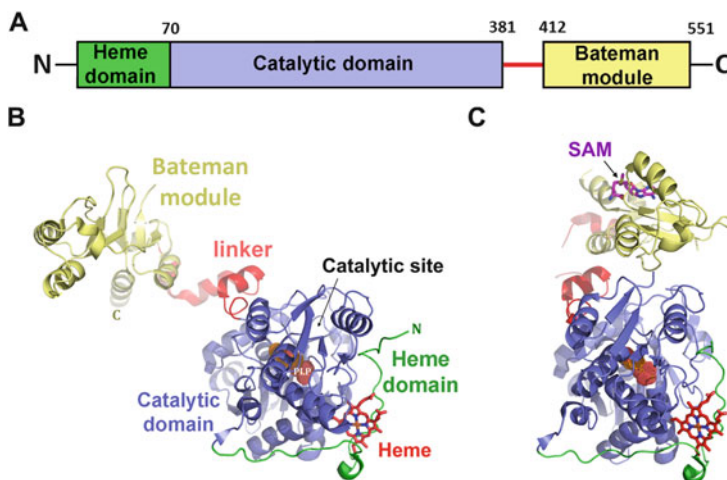 A
70
381
412
551
N
Heme
domain
Catalytic domain
Bateman
module
C
B
C
Bateman
module
SAM
linker
Catalytic site
C
N
PLP
Heme
domain
Catalytic
domain
Heme